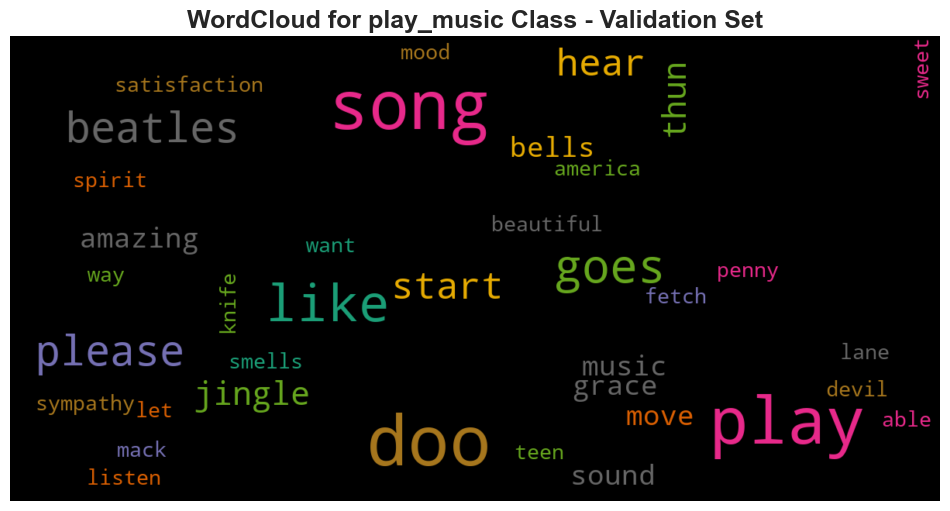 WordCloud for play_music Class - Validation Set
mood
hear
sweet
satisfaction
song
thun
beatles
bells
america
spirit
beautiful
amazing
want
goes
way
start
penny
knife
like
fetch
please
smells
music
lane
jingle
grace
devil
sympathy
let
move
play
able
mack
doo
teen
listen
sound